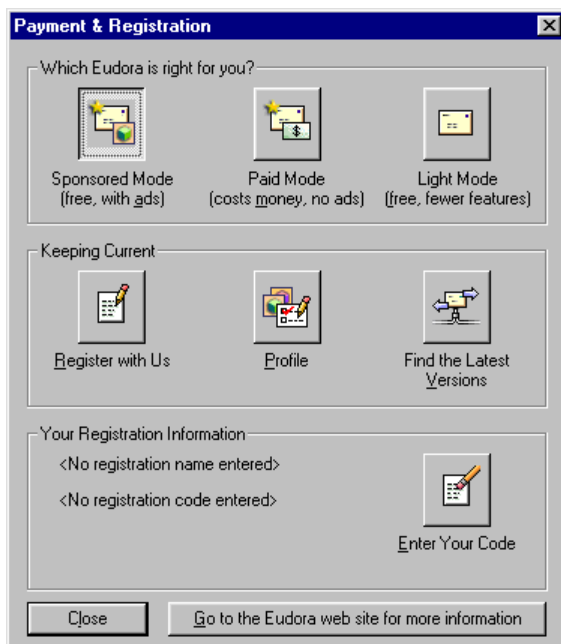 Payment & Registration
Which Eudora is right for you?
Sponsored Mode
(free, with ads)
Paid Mode
(costs money, no ads)
Light Mode
(free, fewer features)
Keeping Current
Register with Us
Profile
Find the Latest
Versions
Your Registration Information
<No registration name entered>
<No registration code entered>
Enter Your Code
Close
Go to the Eudora web site for more information